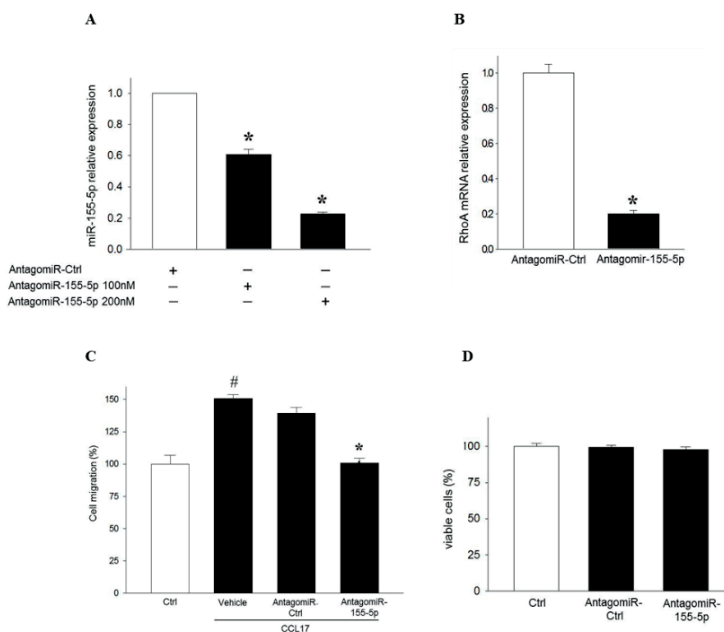 A
1.0
0.8
0.6
0.4
0.2
0.0
miR-155-5p relative expression
*
*
AntagomiR-Ctrl + — —
AntagomiR-155-5p 100nM — + —
AntagomiR-155-5p 200nM — — +
B
1.0
0.8
0.6
0.4
0.2
0.0
RhoA mRNA relative expression
*
AntagomiR-Ctrl Antagomir-155-5p
C
150
125
100
75
50
25
0
Cell migration (%)
#
*
Ctrl Vehicle AntagomiR-Ctrl AntagomiR-155-5p
CCL17
D
100
75
50
25
0
viable cells (%)
Ctrl AntagomiR-Ctrl AntagomiR-155-5p